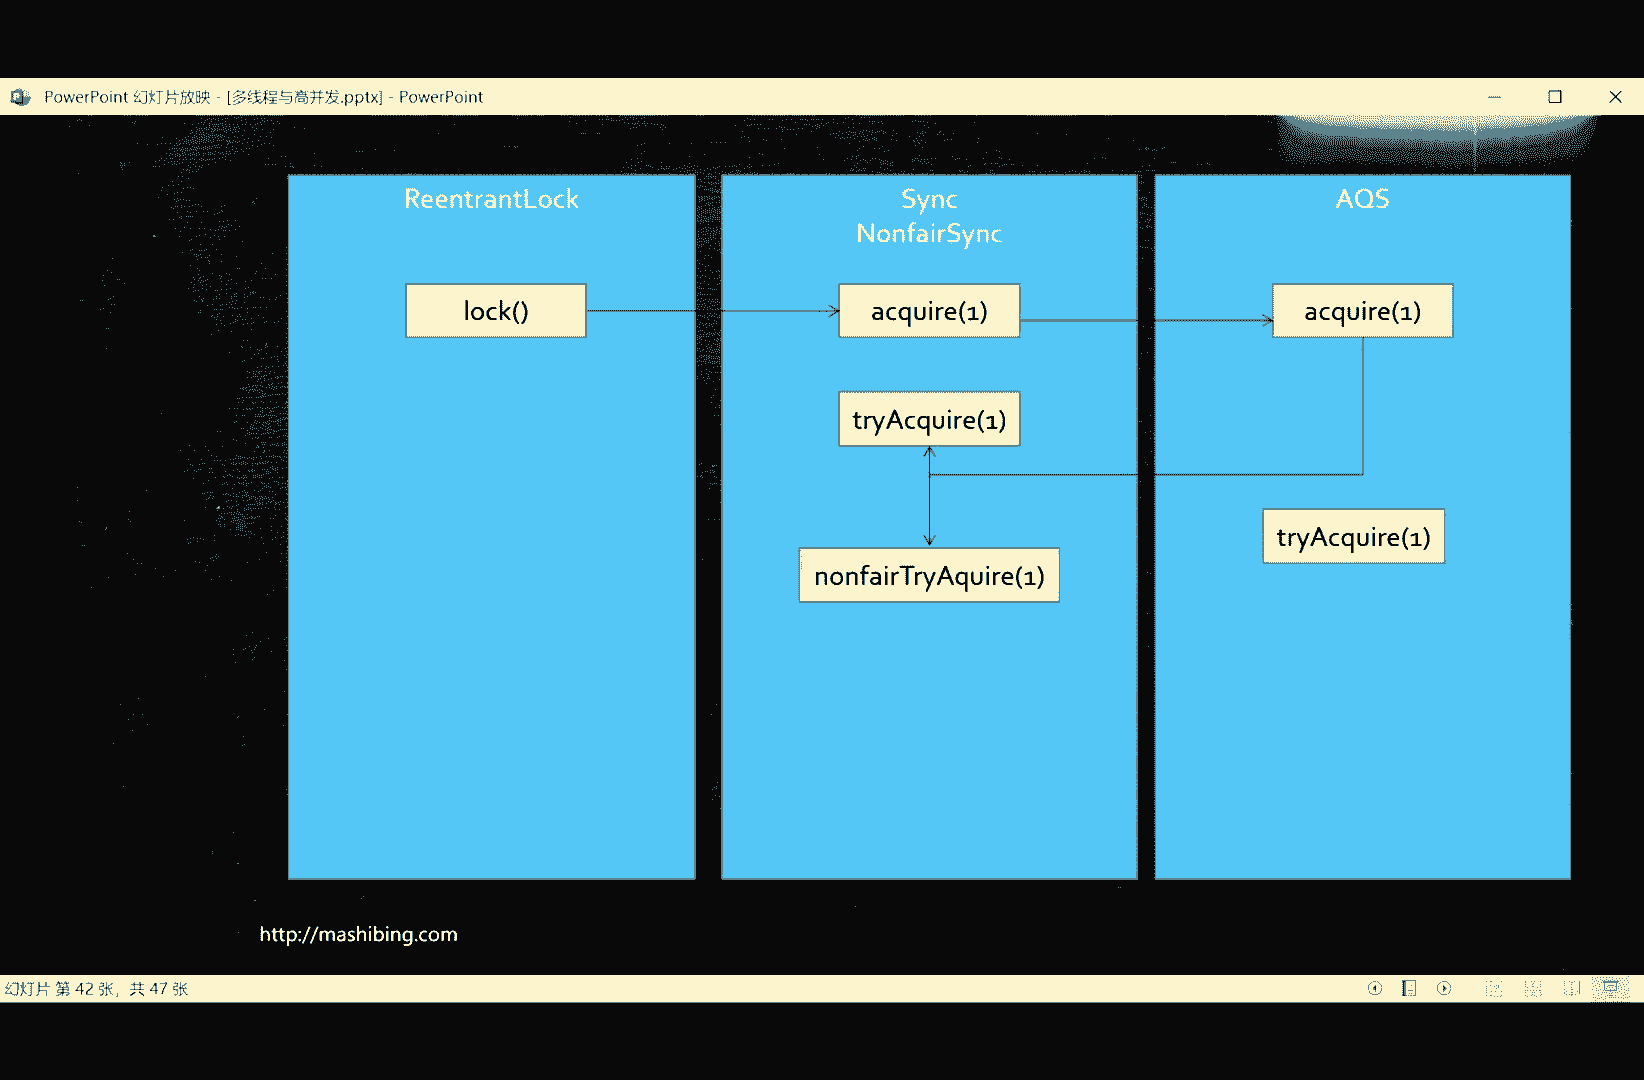 PowerPoint 幻灯片放映 - [多线程与高并发.pptx] - PowerPoint
ReentrantLock
Sync
NonfairSync
AQS
lock()
acquire(1)
acquire(1)
tryAcquire(1)
tryAcquire(1)
nonfairTryAquire(1)
http://mashibing.com
幻灯片 第 42 张，共 47 张